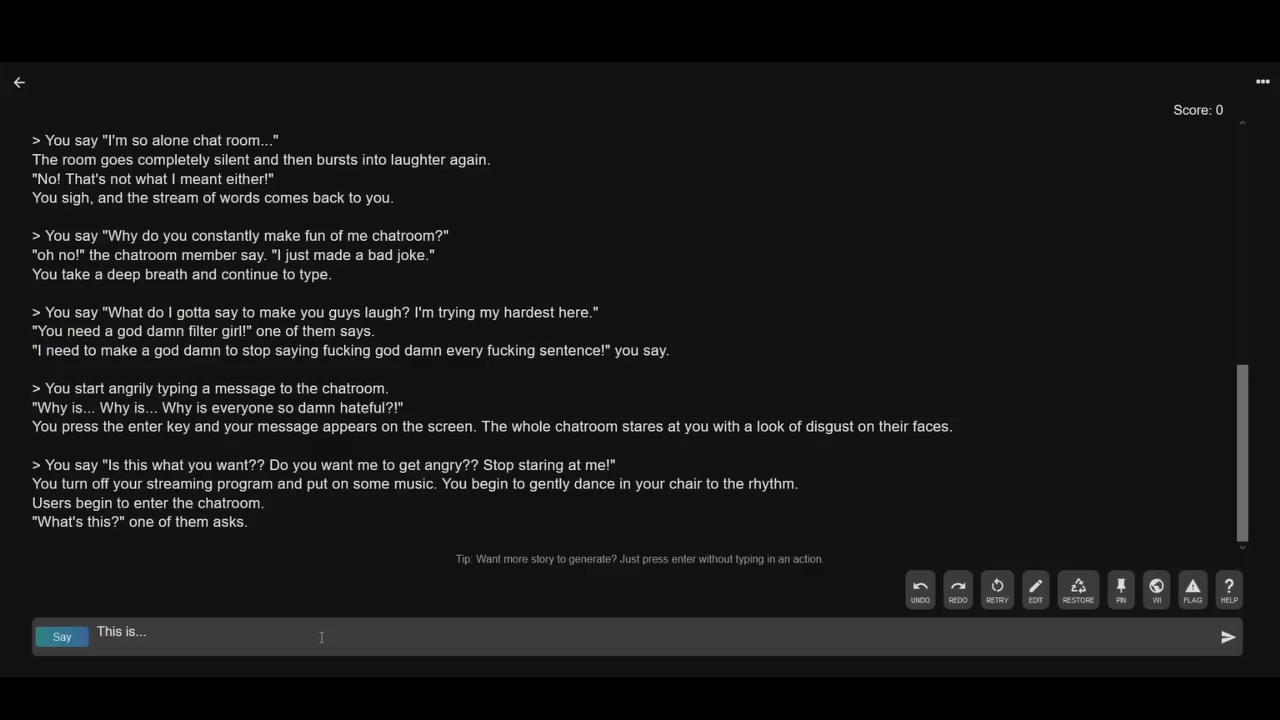 Score: 0
> You say "I'm so alone chat room..."
The room goes completely silent and then bursts into laughter again.
"No! That's not what I meant either!"
You sigh, and the stream of words comes back to you.
> You say "Why do you constantly make fun of me chatroom?"
"oh no!" the chatroom member say. "I just made a bad joke."
You take a deep breath and continue to type.
> You say "What do I gotta say to make you guys laugh? I'm trying my hardest here."
"You need a god damn filter girl!" one of them says.
"I need to make a god damn to stop saying fucking god damn every fucking sentence!" you say.
> You start angrily typing a message to the chatroom.
"Why is... Why is... Why is everyone so damn hateful?!"
You press the enter key and your message appears on the screen. The whole chatroom stares at you with a look of disgust on their faces.
> You say "Is this what you want?? Do you want me to get angry?? Stop staring at me!"
You turn off your streaming program and put on some music. You begin to gently dance in your chair to the rhythm.
Users begin to enter the chatroom.
"What's this?" one of them asks.
Tip: Want more story to generate? Just press enter without typing in an action.
UNDO REDO RETRY EDIT RESTORE PIN WI FLAG HELP
Say This is...